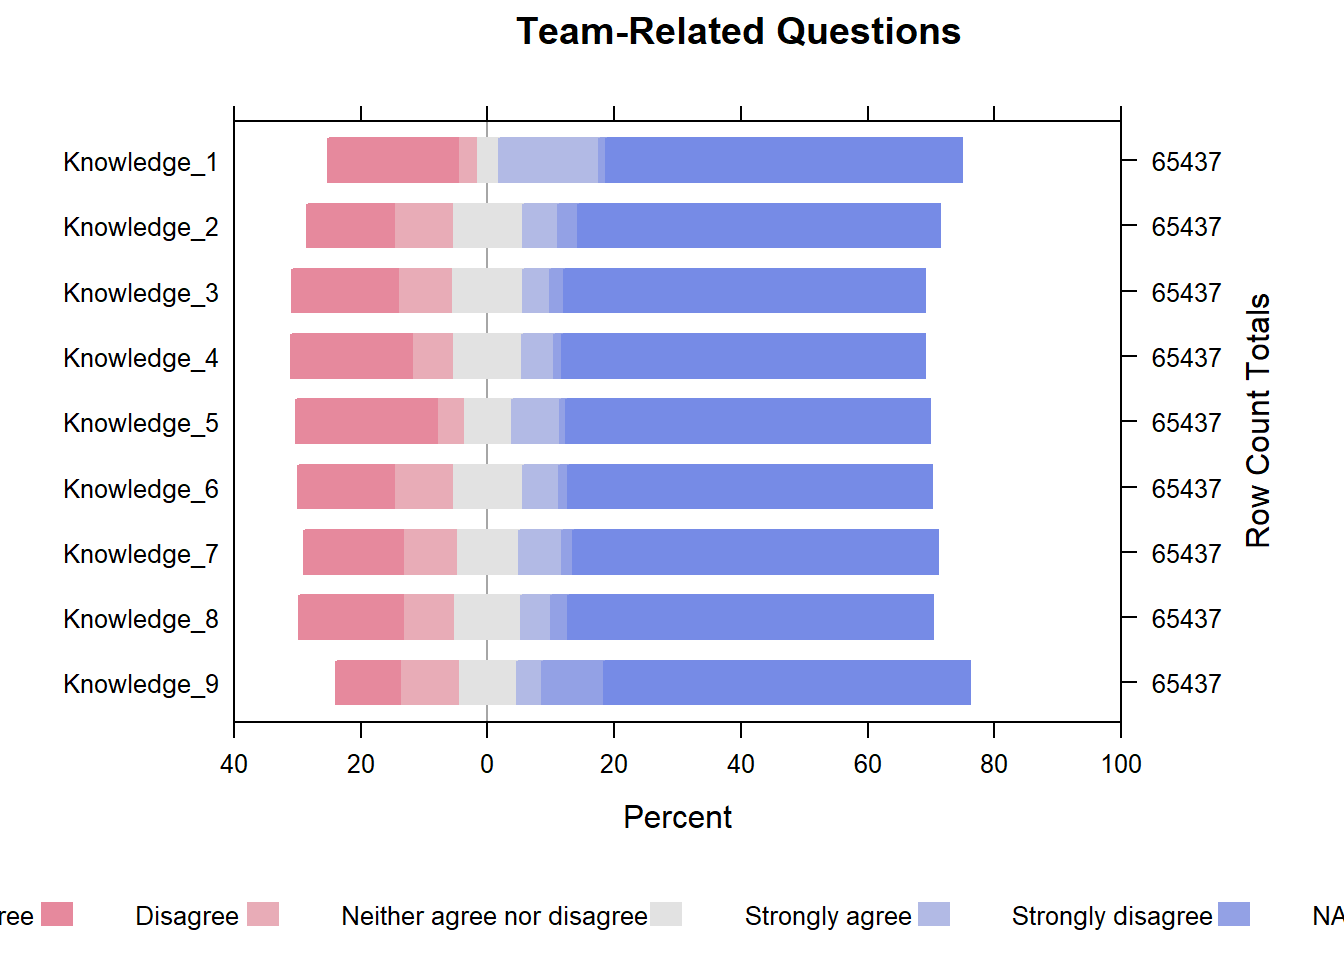 Team-Related Questions
Knowledge_1 65437
Knowledge_2 65437
Knowledge_3 65437
Knowledge_4 65437
Knowledge_5 65437
Knowledge_6 65437
Knowledge_7 65437
Knowledge_8 65437
Knowledge_9 65437
Row Count Totals
40 20 0 20 40 60 80 100
Percent
ree Disagree Neither agree nor disagree Strongly agree Strongly disagree NA